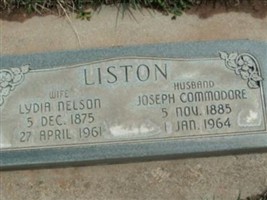 LISTON
WIFE
LYDIA NELSON
5 DEC. 1875
27 APRIL 1961
HUSBAND
JOSEPH COMMODORE
5 NOV. 1885
1 JAN. 1964